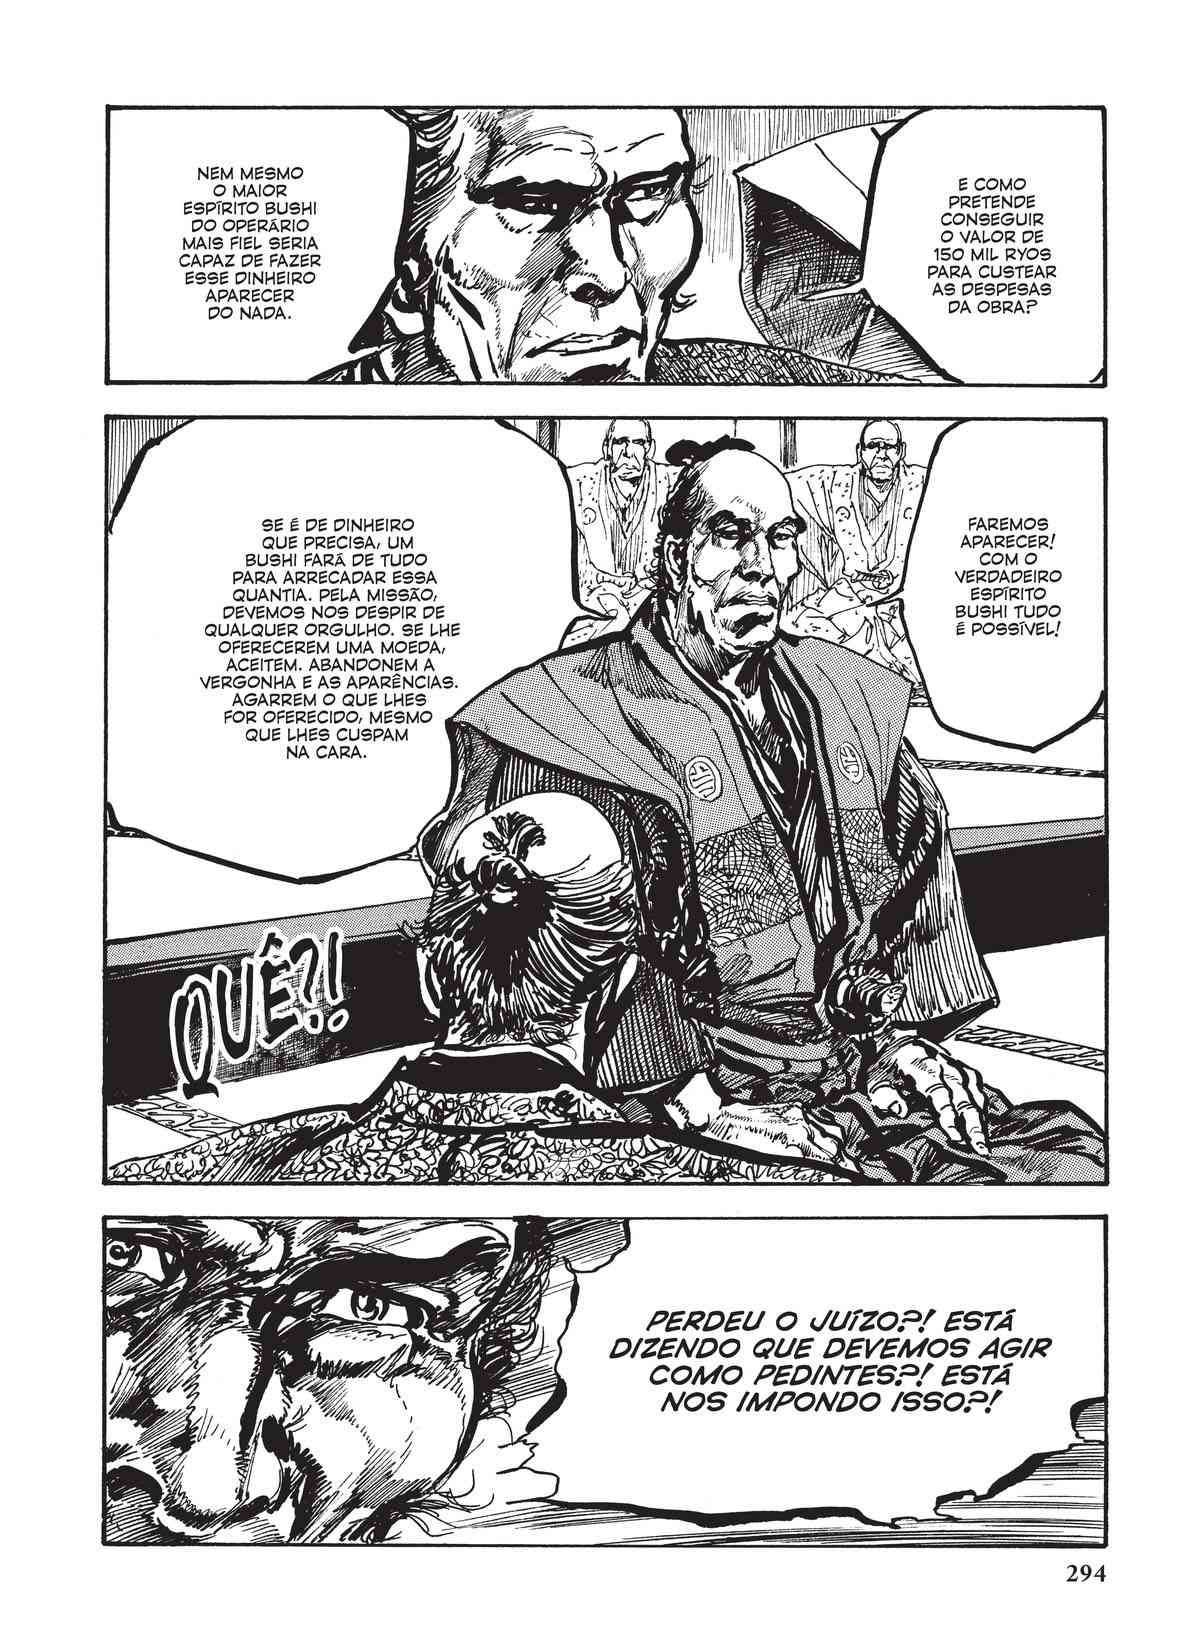 E COMO
PRETENDE
CONSEGUIR
O VALOR DE
150 MIL RYOS
PARA CUSTEAR
AS DESPESAS
DA OBRA?
NEM MESMO
O MAIOR
ESPÍRITO BUSHI
DO OPERÁRIO
MAIS FIEL SERIA
CAPAZ DE FAZER
ESSE DINHEIRO
APARECER
DO NADA.
FAREMOS
APARECER!
COM O
VERDADEIRO
ESPÍRITO
BUSHI TUDO
É POSSÍVEL!
SE É DE DINHEIRO
QUE PRECISA, UM
BUSHI FARÁ DE TUDO
PARA ARRECADAR ESSA
QUANTIA. PELA MISSÃO,
DEVEMOS NOS DESPIR DE
QUALQUER ORGULHO. SE LHE
OFERECEREM UMA MOEDA,
ACEITEM. ABANDONEM A
VERGONHA E AS APARÊNCIAS.
AGARREM O QUE LHES
FOR OFERECIDO, MESMO
QUE LHES CUSPAM
NA CARA.
QUÊ?!
PERDEU O JUÍZO?! ESTÁ
DIZENDO QUE DEVEMOS AGIR
COMO PEDINTES?! ESTÁ
NOS IMPONDO ISSO?!
294